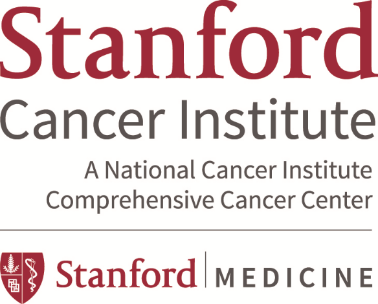 Stanford
Cancer Institute
A National Cancer Institute
Comprehensive Cancer Center
Stanford MEDICINE